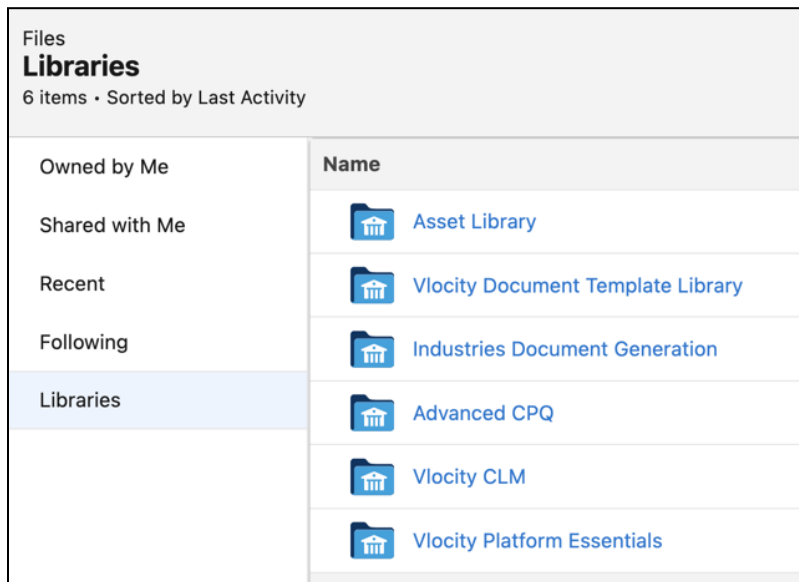 Files
Libraries
6 items • Sorted by Last Activity
Owned by Me
Shared with Me
Recent
Following
Libraries
Name
Asset Library
Vlocity Document Template Library
Industries Document Generation
Advanced CPQ
Vlocity CLM
Vlocity Platform Essentials